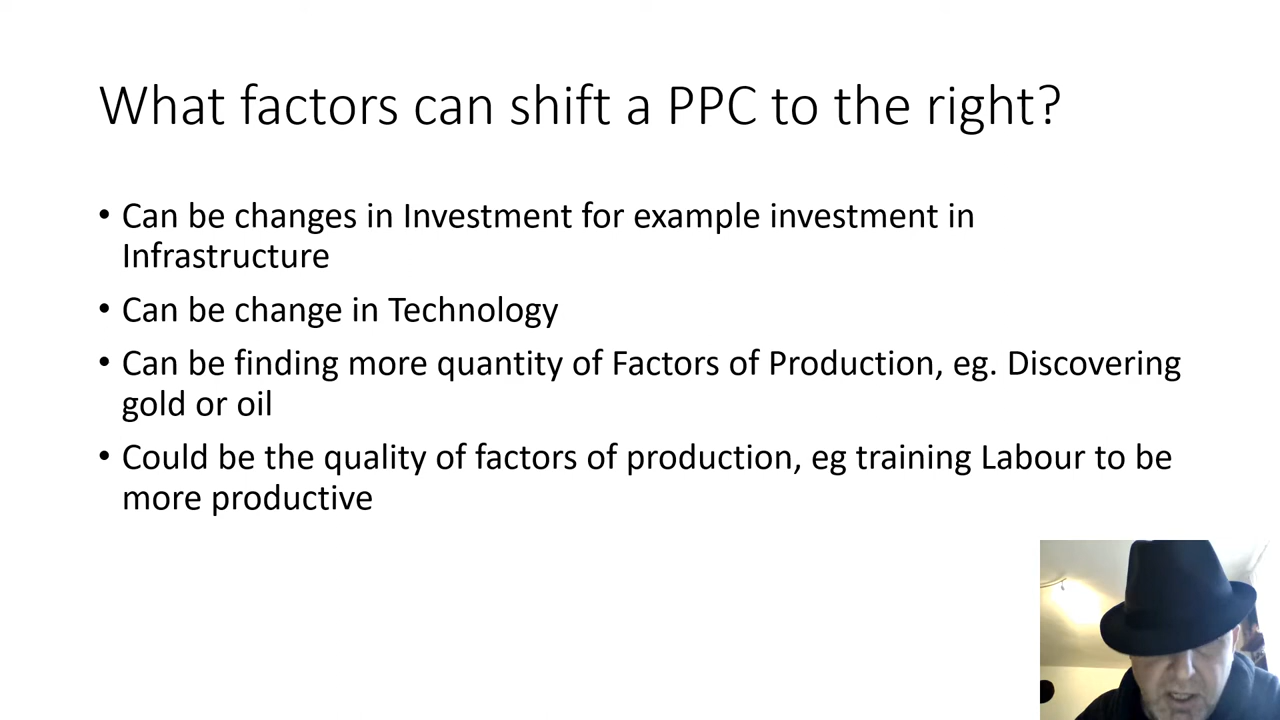 What factors can shift a PPC to the right?
• Can be changes in Investment for example investment in
Infrastructure
• Can be change in Technology
• Can be finding more quantity of Factors of Production, eg. Discovering
gold or oil
• Could be the quality of factors of production, eg training Labour to be
more productive